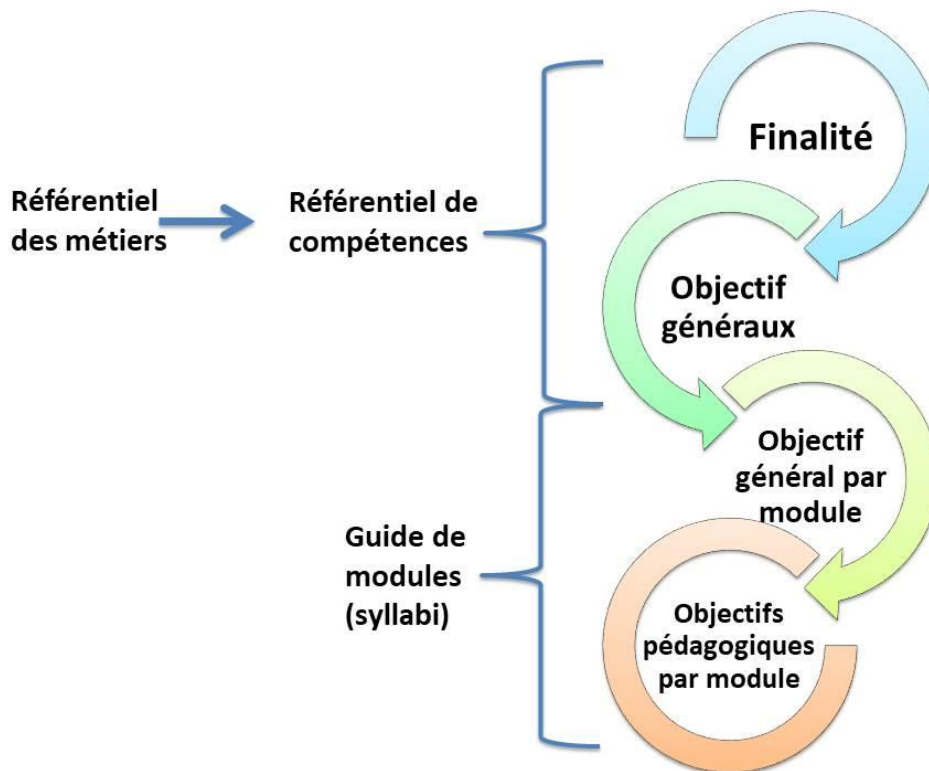 Référentiel
des métiers
Référentiel de
compétences
Finalité
Objectif
généraux
Guide de
modules
(syllabi)
Objectif
général par
module
Objectifs
pédagogiques
par module